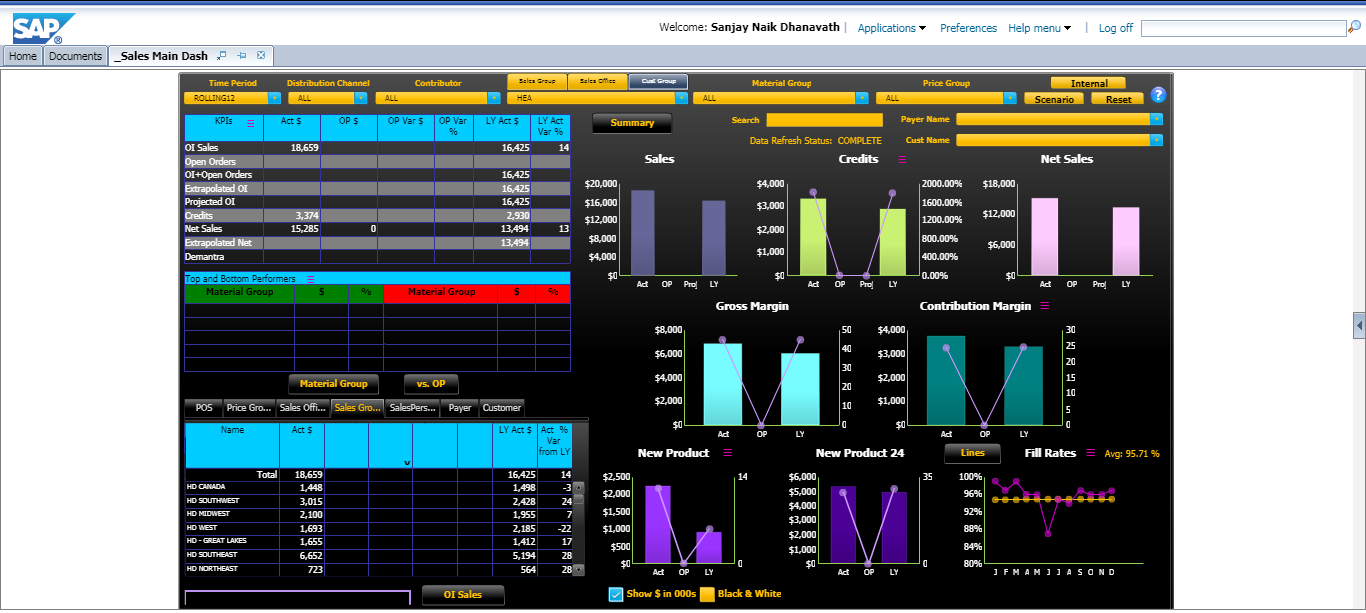 SAP®
Welcome: Sanjay Naik Dhanavath | Applications Preferences Help menu | Log off
Home Documents _Sales Main Dash
Time Period Distribution Channel Contributor Sales Group Sales Office Cust Group Material Group Price Group Internal
ROLLING12 ALL ALL HEA ALL ALL Scenario Reset ?
KPIs Act $ OP $ OP Var $ OP Var % LY Act $ LY Act Var %
OI Sales 18,659 16,425 14
Open Orders
OI+Open Orders 16,425
Extrapolated OI 16,425
Projected OI 16,425
Credits 3,374 2,930
Net Sales 15,285 0 13,494 13
Extrapolated Net 13,494
Demantra
Summary Search Payer Name
Data Refresh Status: COMPLETE Cust Name
Sales
$20,000
$16,000
$12,000
$8,000
$4,000
$0
Act OP Proj LY
Credits
$4,000 2000.00%
$3,000 1600.00%
$2,000 1200.00%
$1,000 800.00%
400.00%
$0 0.00%
Act OP Proj LY
Net Sales
$18,000
$12,000
$6,000
$0
Act OP Proj LY
Top and Bottom Performers
Material Group $ % Material Group $ %
Material Group vs. OP
Gross Margin
$8,000 50
$6,000 40
$4,000 30
20
$2,000 10
$0 0
Act OP LY
Contribution Margin
$4,000 30
25
$3,000 20
$2,000 15
10
$1,000 5
$0 0
Act OP LY
POS Price Gro... Sales Offi... Sales Gro... SalesPers... Payer Customer
Name Act $ LY Act $ Act % Var from LY
Total 18,659 16,425 14
HD CANADA 1,448 1,498 -3
HD SOUTHWEST 3,015 2,428 24
HD MIDWEST 2,100 1,955 7
HD WEST 1,693 2,185 -22
HD - GREAT LAKES 1,655 1,412 17
HD SOUTHEAST 6,652 5,194 28
HD NORTHEAST 723 564 28
OI Sales
New Product
$2,500 14
$2,000
$1,500
$1,000
$500
$0 0
Act OP LY
New Product 24
$6,000 35
$5,000
$4,000
$3,000
$2,000
$1,000
$0 0
Act OP LY
Lines Fill Rates Avg: 95.71 %
100%
96%
92%
88%
84%
80%
J F M A M J J A S O N D
Show $ in 000s Black & White